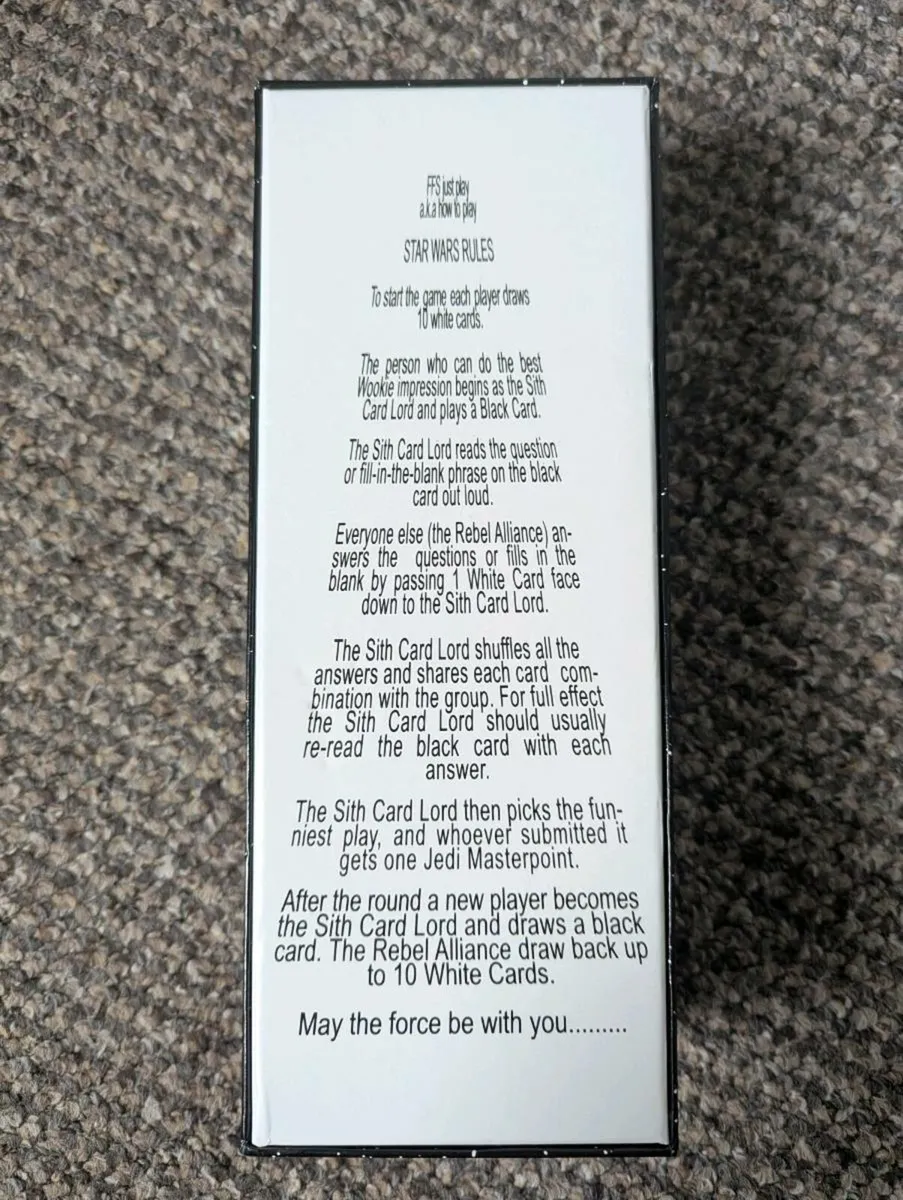 FFS just play
a.k.a how to play
STAR WARS RULES
To start the game each player draws
10 white cards.
The person who can do the best
Wookie impression begins as the Sith
Card Lord and plays a Black Card.
The Sith Card Lord reads the question
or fill-in-the-blank phrase on the black
card out loud.
Everyone else (the Rebel Alliance) an-
swers the questions or fills in the
blank by passing 1 White Card face
down to the Sith Card Lord.
The Sith Card Lord shuffles all the
answers and shares each card com-
bination with the group. For full effect
the Sith Card Lord should usually
re-read the black card with each
answer.
The Sith Card Lord then picks the fun-
niest play, and whoever submitted it
gets one Jedi Masterpoint.
After the round a new player becomes
the Sith Card Lord and draws a black
card. The Rebel Alliance draw back up
to 10 White Cards.
May the force be with you.........